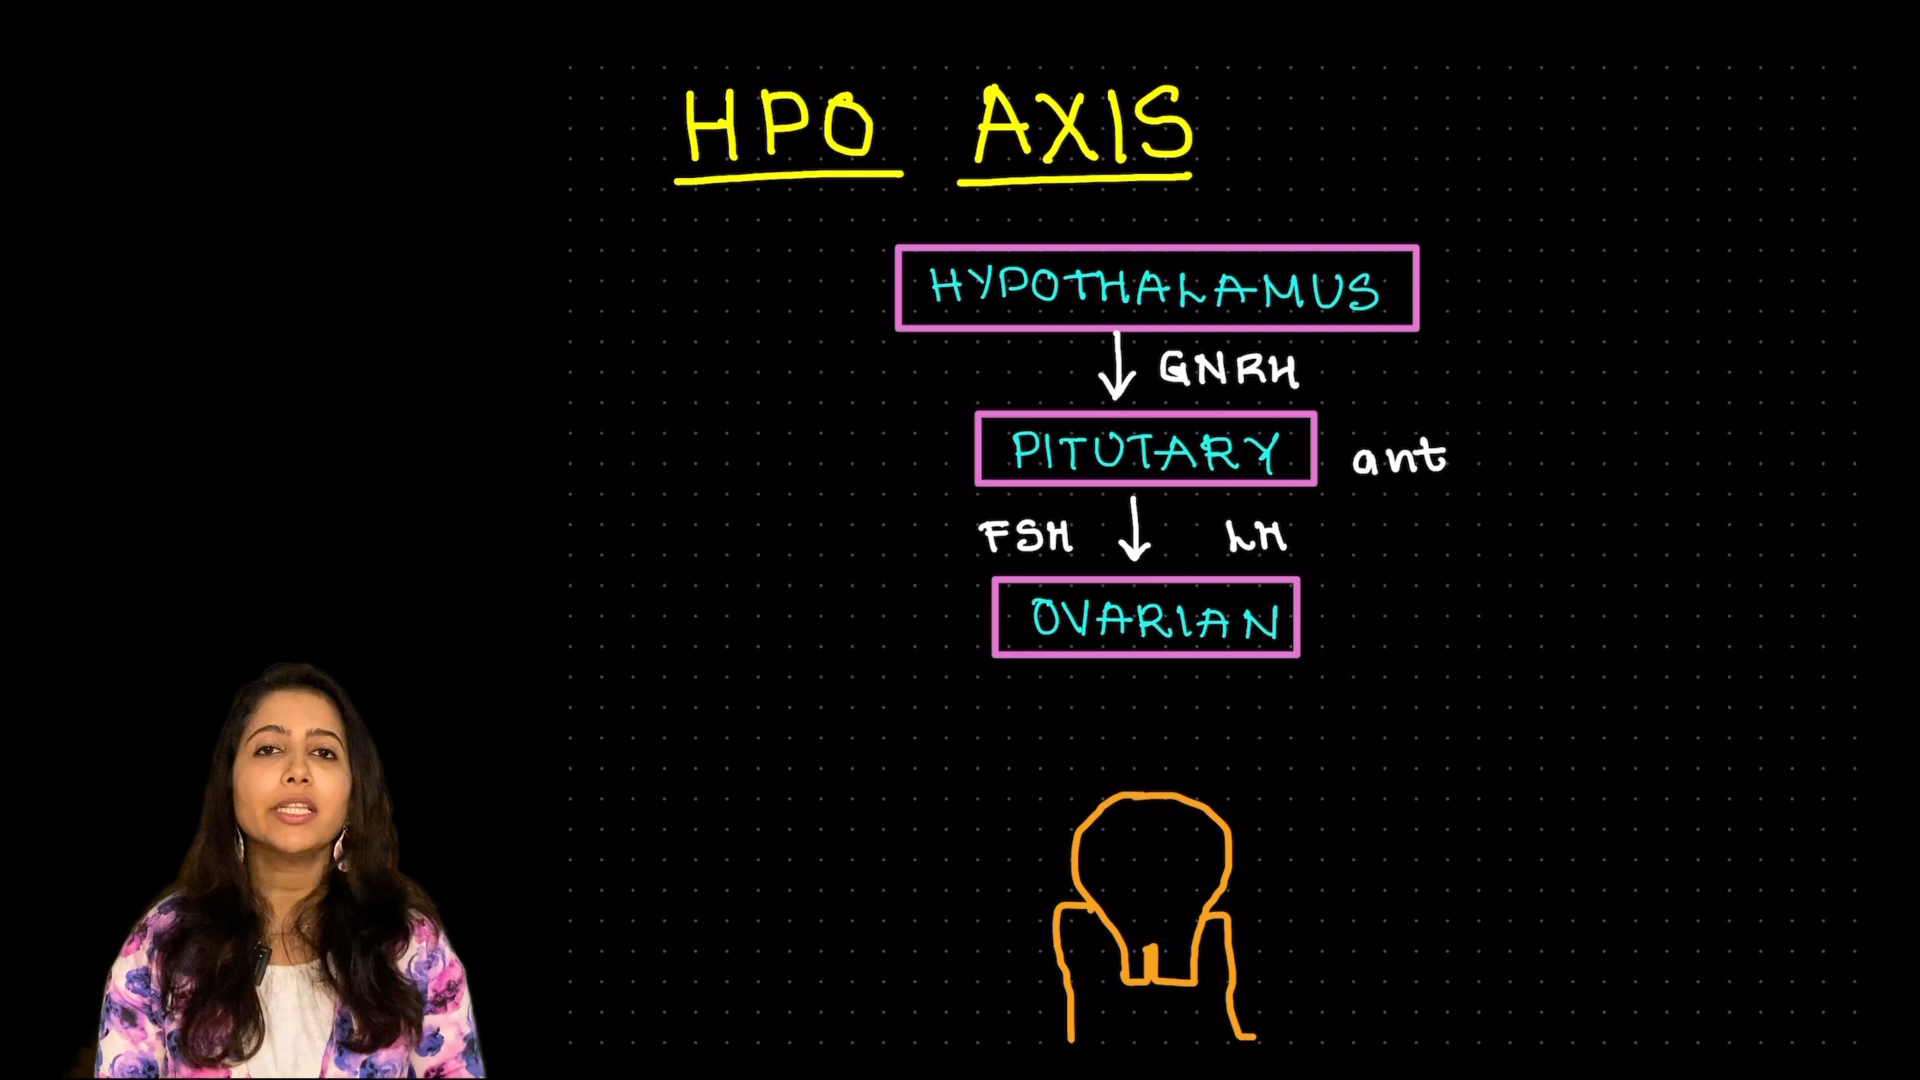 HPO AXIS
HYPOTHALAMUS
GNRH
PITUTARY ant
FSH LH
OVARIAN